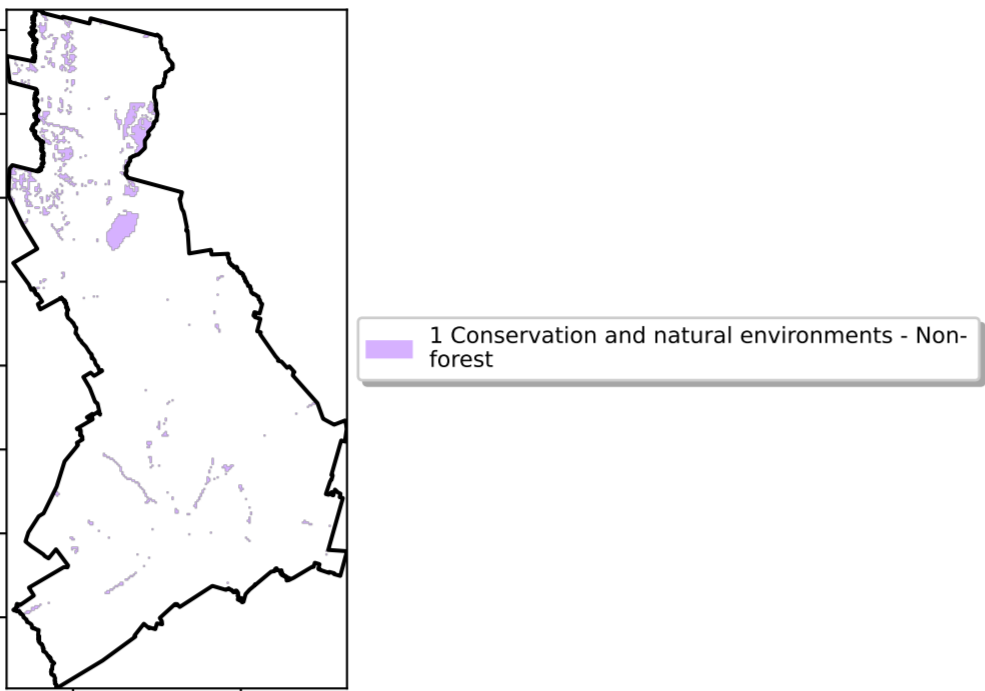 1 Conservation and natural environments - Non-
forest